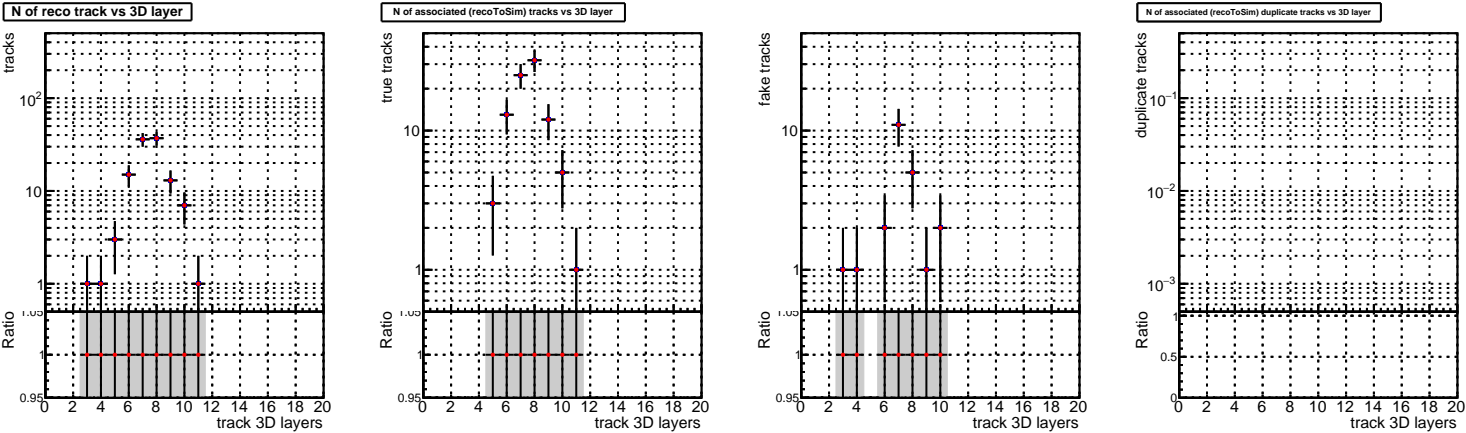 N of reco track vs 3D layer
tracks
10²
10
1
Ratio
1.05
1
0.95
0 2 4 6 8 10 12 14 16 18 20
track 3D layers
N of associated (recoToSim) tracks vs 3D layer
true tracks
10
1
Ratio
1.05
1
0.95
0 2 4 6 8 10 12 14 16 18 20
track 3D layers
fake tracks
10
1
Ratio
1.05
1
0.95
0 2 4 6 8 10 12 14 16 18 20
track 3D layers
N of associated (recoToSim) duplicate tracks vs 3D layer
duplicate tracks
10⁻¹
10⁻²
10⁻³
Ratio
1
0.5
0
0 2 4 6 8 10 12 14 16 18 20
track 3D layers